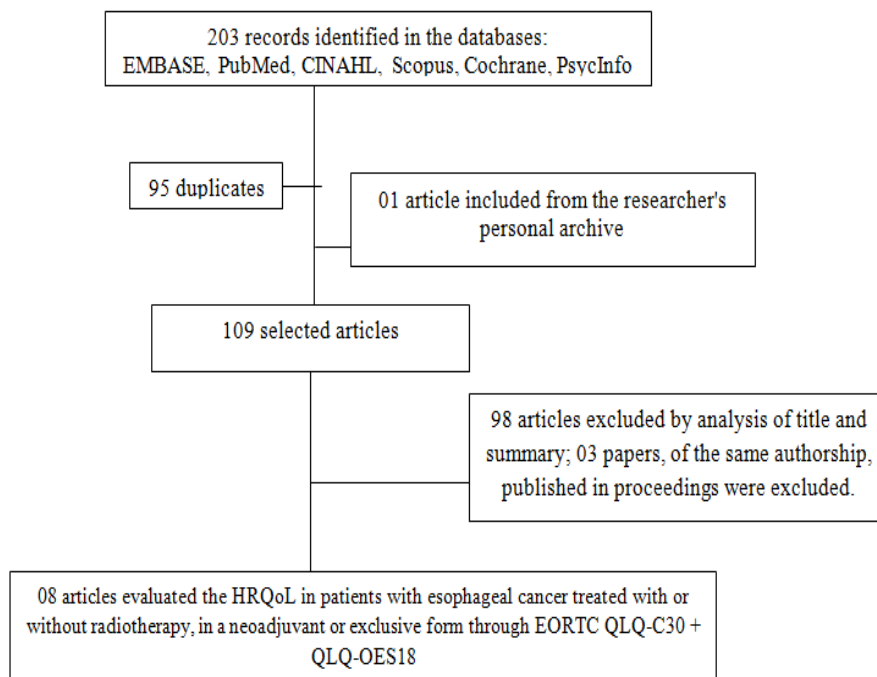 203 records identified in the databases:
EMBASE, PubMed, CINAHL, Scopus, Cochrane, PsycInfo
95 duplicates
01 article included from the researcher's
personal archive
109 selected articles
98 articles excluded by analysis of title and
summary; 03 papers, of the same authorship,
published in proceedings were excluded.
08 articles evaluated the HRQoL in patients with esophageal cancer treated with or
without radiotherapy, in a neoadjuvant or exclusive form through EORTC QLQ-C30 +
QLQ-OES18